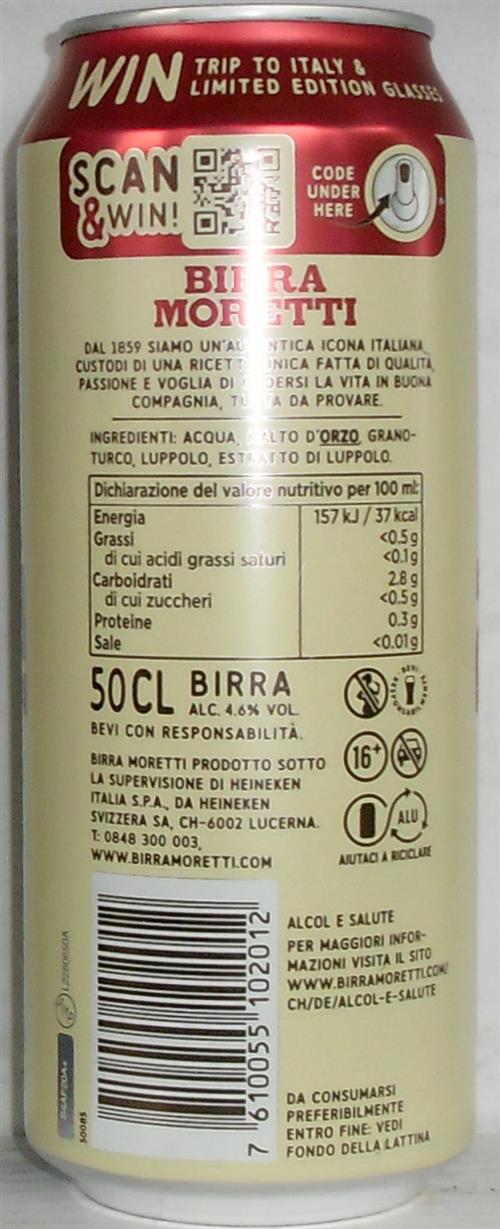 WIN TRIP TO ITALY &
LIMITED EDITION GLASSES
SCAN
&WIN!
CODE
UNDER
HERE
BIRRA
MORETTI
DAL 1859 SIAMO UN'AUTENTICA ICONA ITALIANA,
CUSTODI DI UNA RICETTA UNICA FATTA DI QUALITÀ,
PASSIONE E VOGLIA DI GODERSI LA VITA IN BUONA
COMPAGNIA, TUTTA DA PROVARE.
INGREDIENTI: ACQUA, MALTO D'ORZO, GRANO-
TURCO, LUPPOLO, ESTRATTO DI LUPPOLO.
Dichiarazione del valore nutritivo per 100 ml:
Energia 157 kJ / 37 kcal
Grassi <0.5 g
di cui acidi grassi saturi <0.1 g
Carboidrati 2.8 g
di cui zuccheri <0.5 g
Proteine 0.3 g
Sale <0.01 g
50 CL BIRRA
ALC. 4.6% VOL.
BEVI CON RESPONSABILITÀ.
BIRRA MORETTI PRODOTTO SOTTO
LA SUPERVISIONE DI HEINEKEN
ITALIA S.P.A., DA HEINEKEN
SVIZZERA SA, CH-6002 LUCERNA.
T: 0848 300 003,
WWW.BIRRAMORETTI.COM
16+
ALU
AIUTACI A RICICLARE
ALCOL E SALUTE
PER MAGGIORI INFOR-
MAZIONI VISITA IL SITO
WWW.BIRRAMORETTI.COM/
CH/DE/ALCOL-E-SALUTE
7 610055 102012
50085
DA CONSUMARSI
PREFERIBILMENTE
ENTRO FINE: VEDI
FONDO DELLA LATTINA